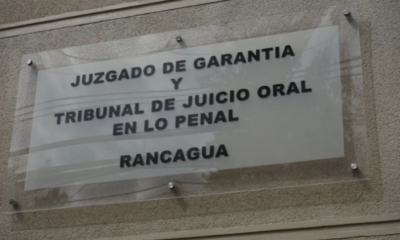 JUZGADO DE GARANTIA
Y
TRIBUNAL DE JUICIO ORAL
EN LO PENAL
RANCAGUA